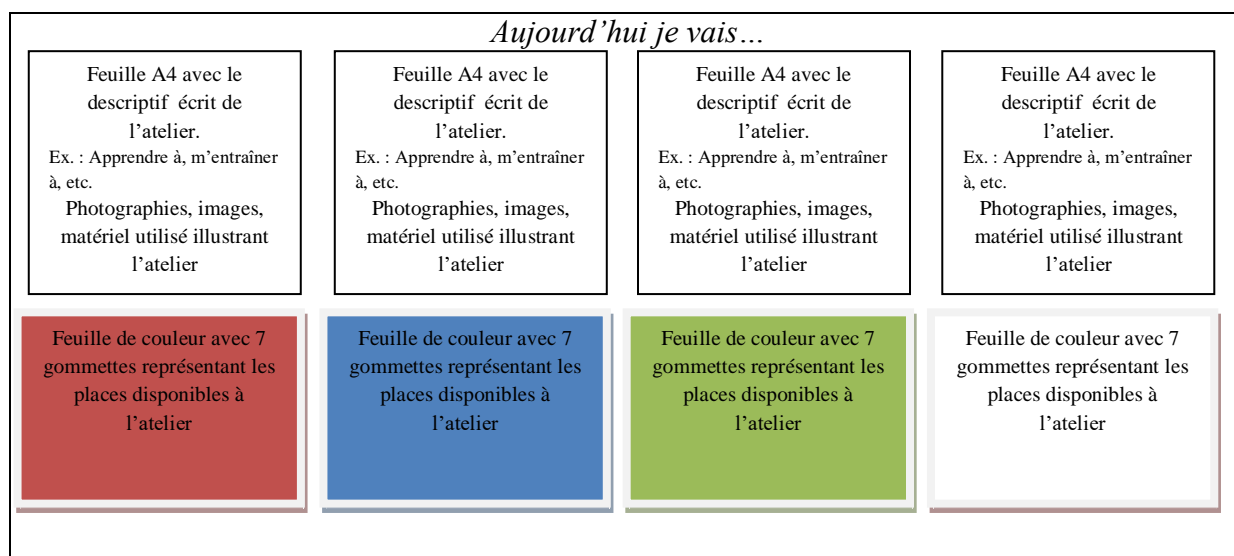 Aujourd’hui je vais…
Feuille A4 avec le
descriptif écrit de
l’atelier.
Ex. : Apprendre à, m’entraîner
à, etc.
Photographies, images,
matériel utilisé illustrant
l’atelier
Feuille A4 avec le
descriptif écrit de
l’atelier.
Ex. : Apprendre à, m’entraîner
à, etc.
Photographies, images,
matériel utilisé illustrant
l’atelier
Feuille A4 avec le
descriptif écrit de
l’atelier.
Ex. : Apprendre à, m’entraîner
à, etc.
Photographies, images,
matériel utilisé illustrant
l’atelier
Feuille A4 avec le
descriptif écrit de
l’atelier.
Ex. : Apprendre à, m’entraîner
à, etc.
Photographies, images,
matériel utilisé illustrant
l’atelier
Feuille de couleur avec 7
gommettes représentant les
places disponibles à
l’atelier
Feuille de couleur avec 7
gommettes représentant les
places disponibles à
l’atelier
Feuille de couleur avec 7
gommettes représentant les
places disponibles à
l’atelier
Feuille de couleur avec 7
gommettes représentant les
places disponibles à
l’atelier